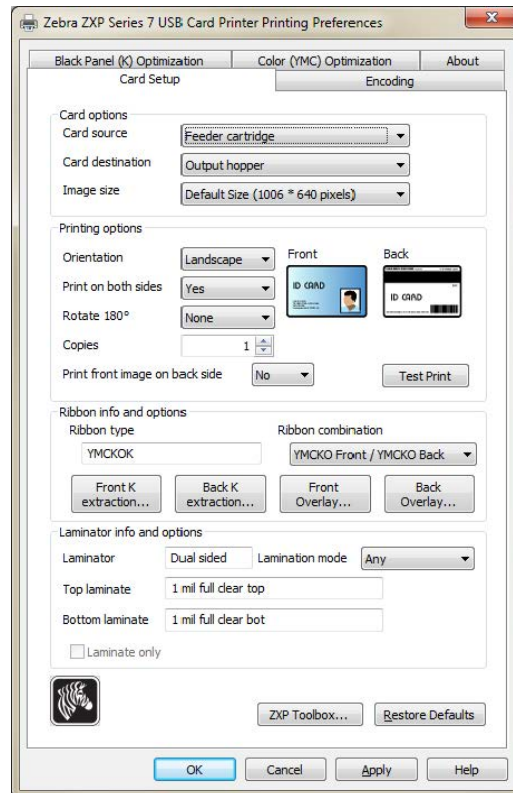 Zebra ZXP Series 7 USB Card Printer Printing Preferences
Black Panel (K) Optimization Color (YMC) Optimization About
Card Setup Encoding
Card options
Card source Feeder cartridge
Card destination Output hopper
Image size Default Size (1006 * 640 pixels)
Printing options
Orientation Landscape Front Back
Print on both sides Yes
ID CARD ID CARD
Rotate 180° None
Copies 1
Print front image on back side No Test Print
Ribbon info and options
Ribbon type Ribbon combination
YMCKOK YMCKO Front / YMCKO Back
Front K extraction... Back K extraction... Front Overlay... Back Overlay...
Laminator info and options
Laminator Dual sided Lamination mode Any
Top laminate 1 mil full clear top
Bottom laminate 1 mil full clear bot
Laminate only
ZXP Toolbox... Restore Defaults
OK Cancel Apply Help